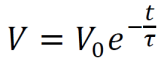 V = V₀e^{-t/τ}